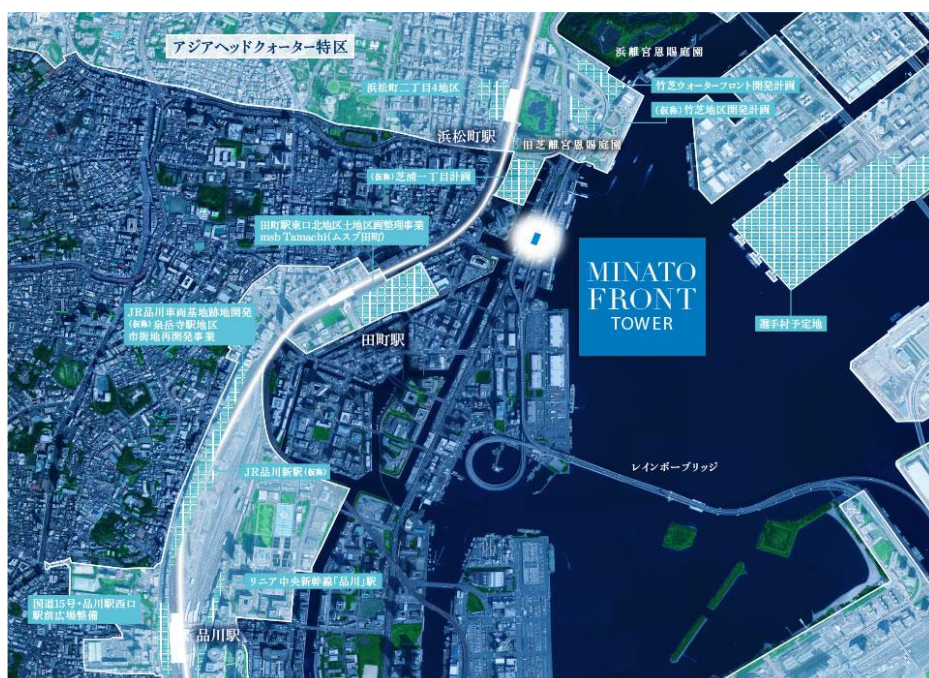 アジアヘッドクォーター特区
浜離宮恩賜庭園
浜松町二丁目4地区
竹芝ウォーターフロント開発計画
(仮称)竹芝地区開発計画
浜松町駅
旧芝離宮恩賜庭園
(仮称)芝浦一丁目計画
田町駅東口北地区土地区画整理事業
msb Tamachi(ムスブ田町)
MINATO
FRONT
TOWER
JR品川車両基地跡地開発
(仮称)泉岳寺駅地区
市街地再開発事業
選手村予定地
田町駅
レインボーブリッジ
JR品川新駅(仮称)
リニア中央新幹線「品川」駅
国道15号・品川駅西口
駅前広場整備
品川駅